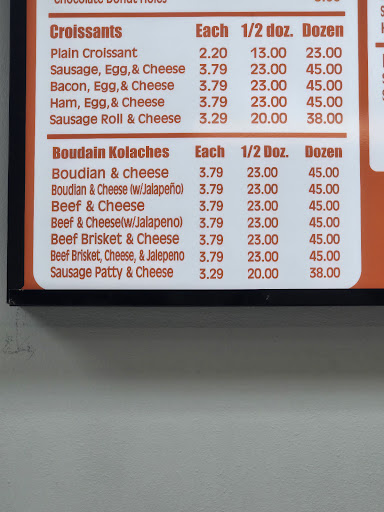 Chocolate Donut Holes
Croissants Each 1/2 doz. Dozen
Plain Croissant 2.20 13.00 23.00
Sausage, Egg,& Cheese 3.79 23.00 45.00
Bacon, Egg,& Cheese 3.79 23.00 45.00
Ham, Egg,& Cheese 3.79 23.00 45.00
Sausage Roll & Cheese 3.29 20.00 38.00
Boudain Kolaches Each 1/2 Doz. Dozen
Boudian & cheese 3.79 23.00 45.00
Boudian & Cheese (w/Jalapeño) 3.79 23.00 45.00
Beef & Cheese 3.79 23.00 45.00
Beef & Cheese(w/Jalapeno) 3.79 23.00 45.00
Beef Brisket & Cheese 3.79 23.00 45.00
Beef Brisket, Cheese, & Jalepeno 3.79 23.00 45.00
Sausage Patty & Cheese 3.29 20.00 38.00